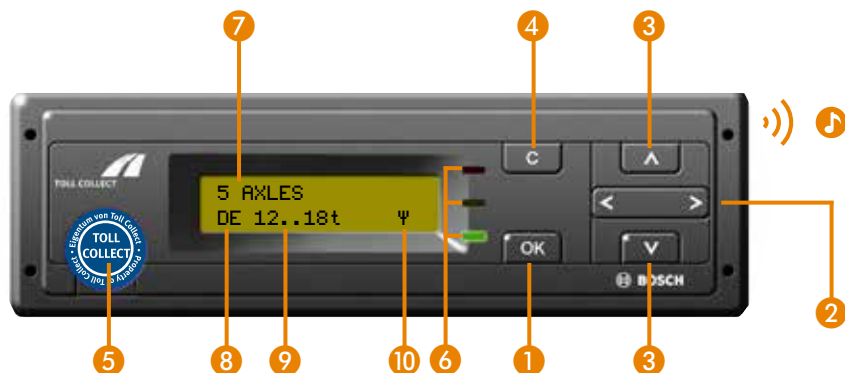 7
4
3
C
∧
TOLL COLLECT
5 AXLES
DE 12..18t Ψ
< >
Eigentum von Toll Collect • Property of Toll Collect •
TOLL
COLLECT
OK
∨
BOSCH
2
5
8
9
10
6
1
3